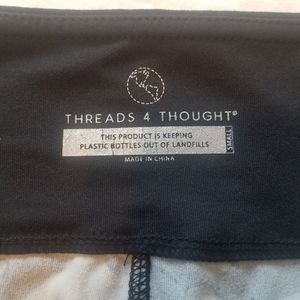 THREADS 4 THOUGHT®
THIS PRODUCT IS KEEPING
PLASTIC BOTTLES OUT OF LANDFILLS
SMALL
MADE IN CHINA